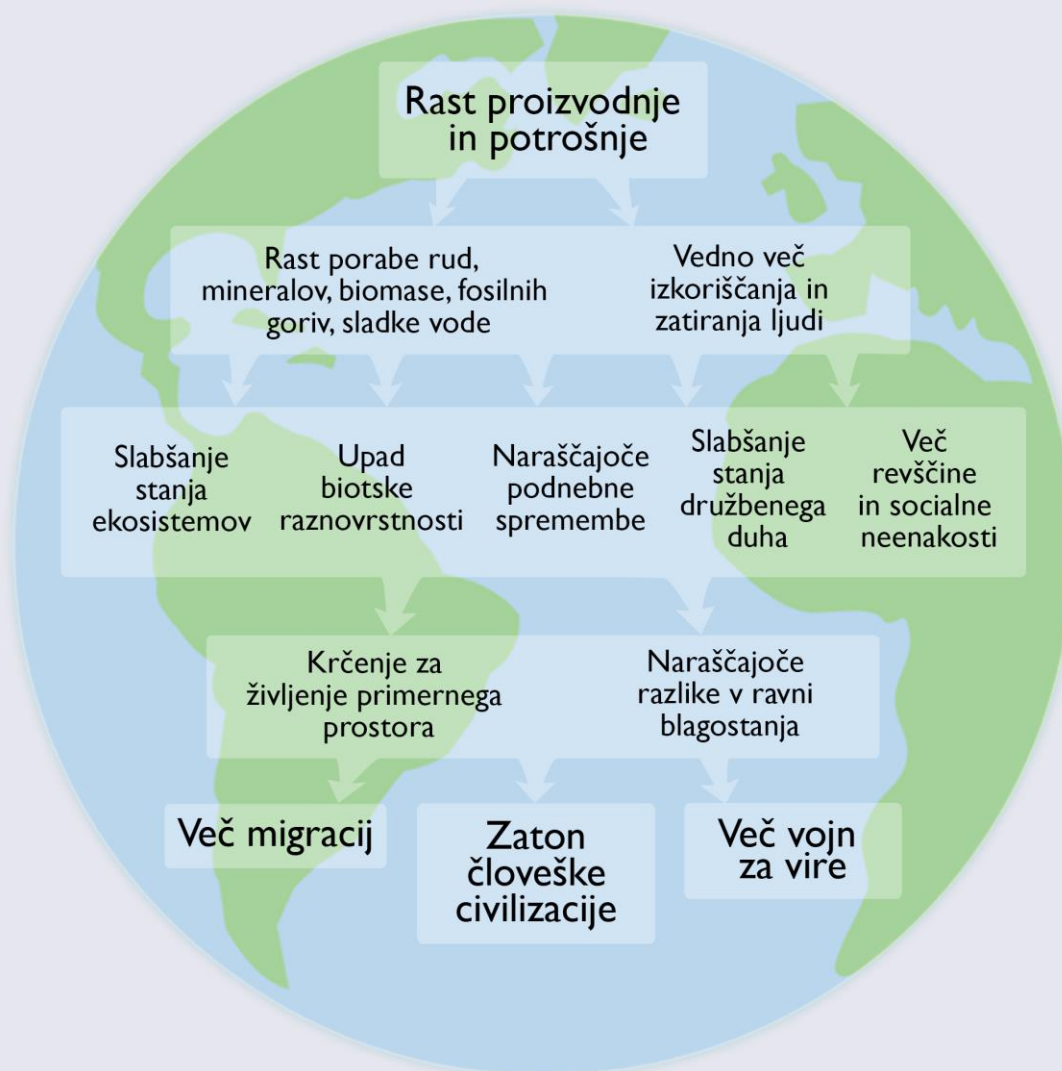 Rast proizvodnje
in potrošnje
Rast porabe rud,
mineralov, biomase, fosilnih
goriv, sladke vode
Vedno več
izkoriščanja in
zatiranja ljudi
Slabšanje
stanja
ekosistemov
Upad
biotske
raznovrstnosti
Naraščajoče
podnebne
spremembe
Slabšanje
stanja
družbenega
duha
Več
revščine
in socialne
neenakosti
Krčenje za
življenje primernega
prostora
Naraščajoče
razlike v ravni
blagostanja
Več migracij
Zaton
človeške
civilizacije
Več vojn
za vire